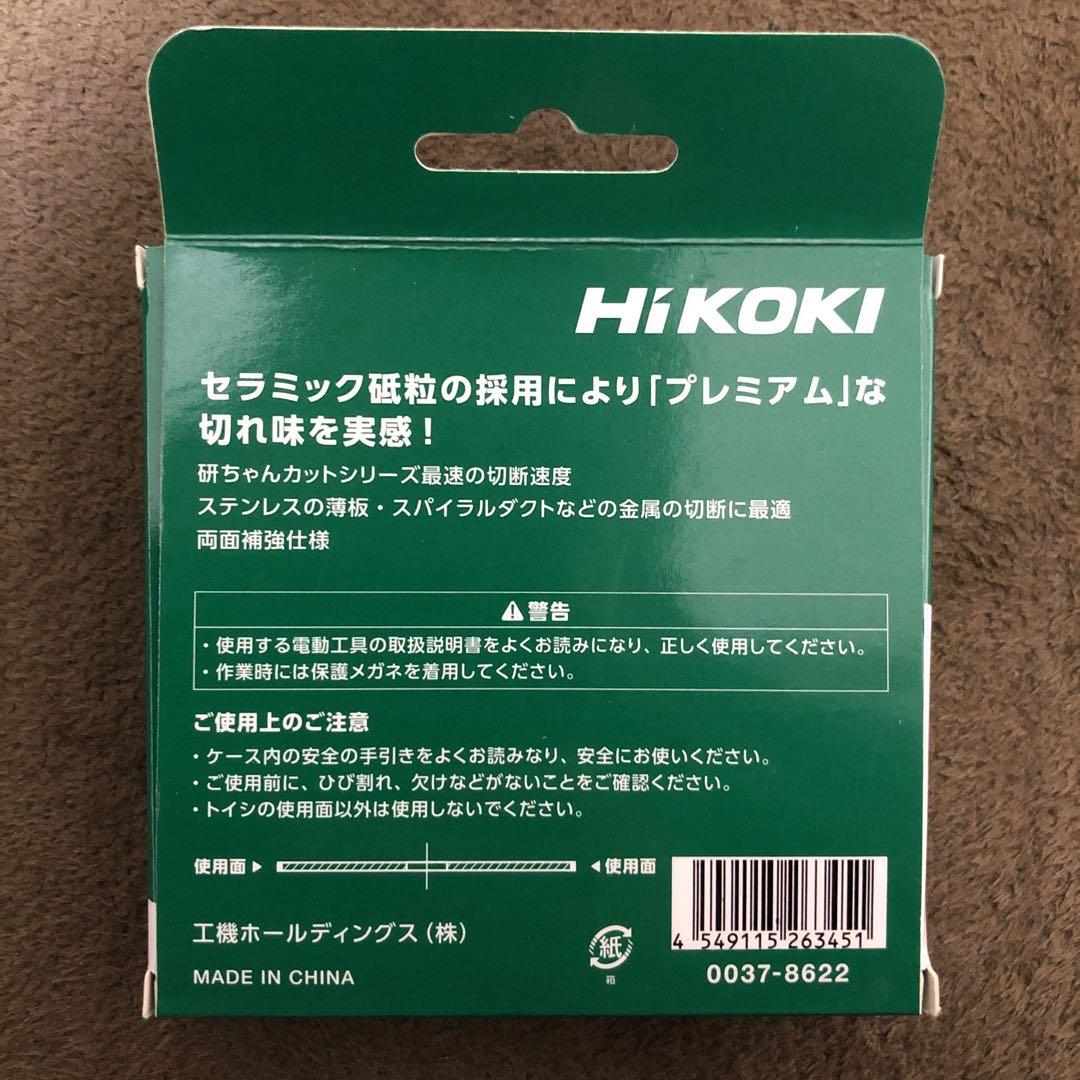 HiKOKI
セラミック砥粒の採用により「プレミアム」な
切れ味を実感！
研ちゃんカットシリーズ最速の切断速度
ステンレスの薄板・スパイラルダクトなどの金属の切断に最適
両面補強仕様
警告
・使用する電動工具の取扱説明書をよくお読みになり、正しく使用してください。
・作業時には保護メガネを着用してください。
ご使用上のご注意
・ケース内の安全の手引きをよくお読みなり、安全にお使いください。
・ご使用前に、ひび割れ、欠けなどがないことをご確認ください。
・トイシの使用面以外は使用しないでください。
使用面 ▶ ◀ 使用面
工機ホールディングス（株）
MADE IN CHINA
紙
箱
4 549115 263451
0037-8622